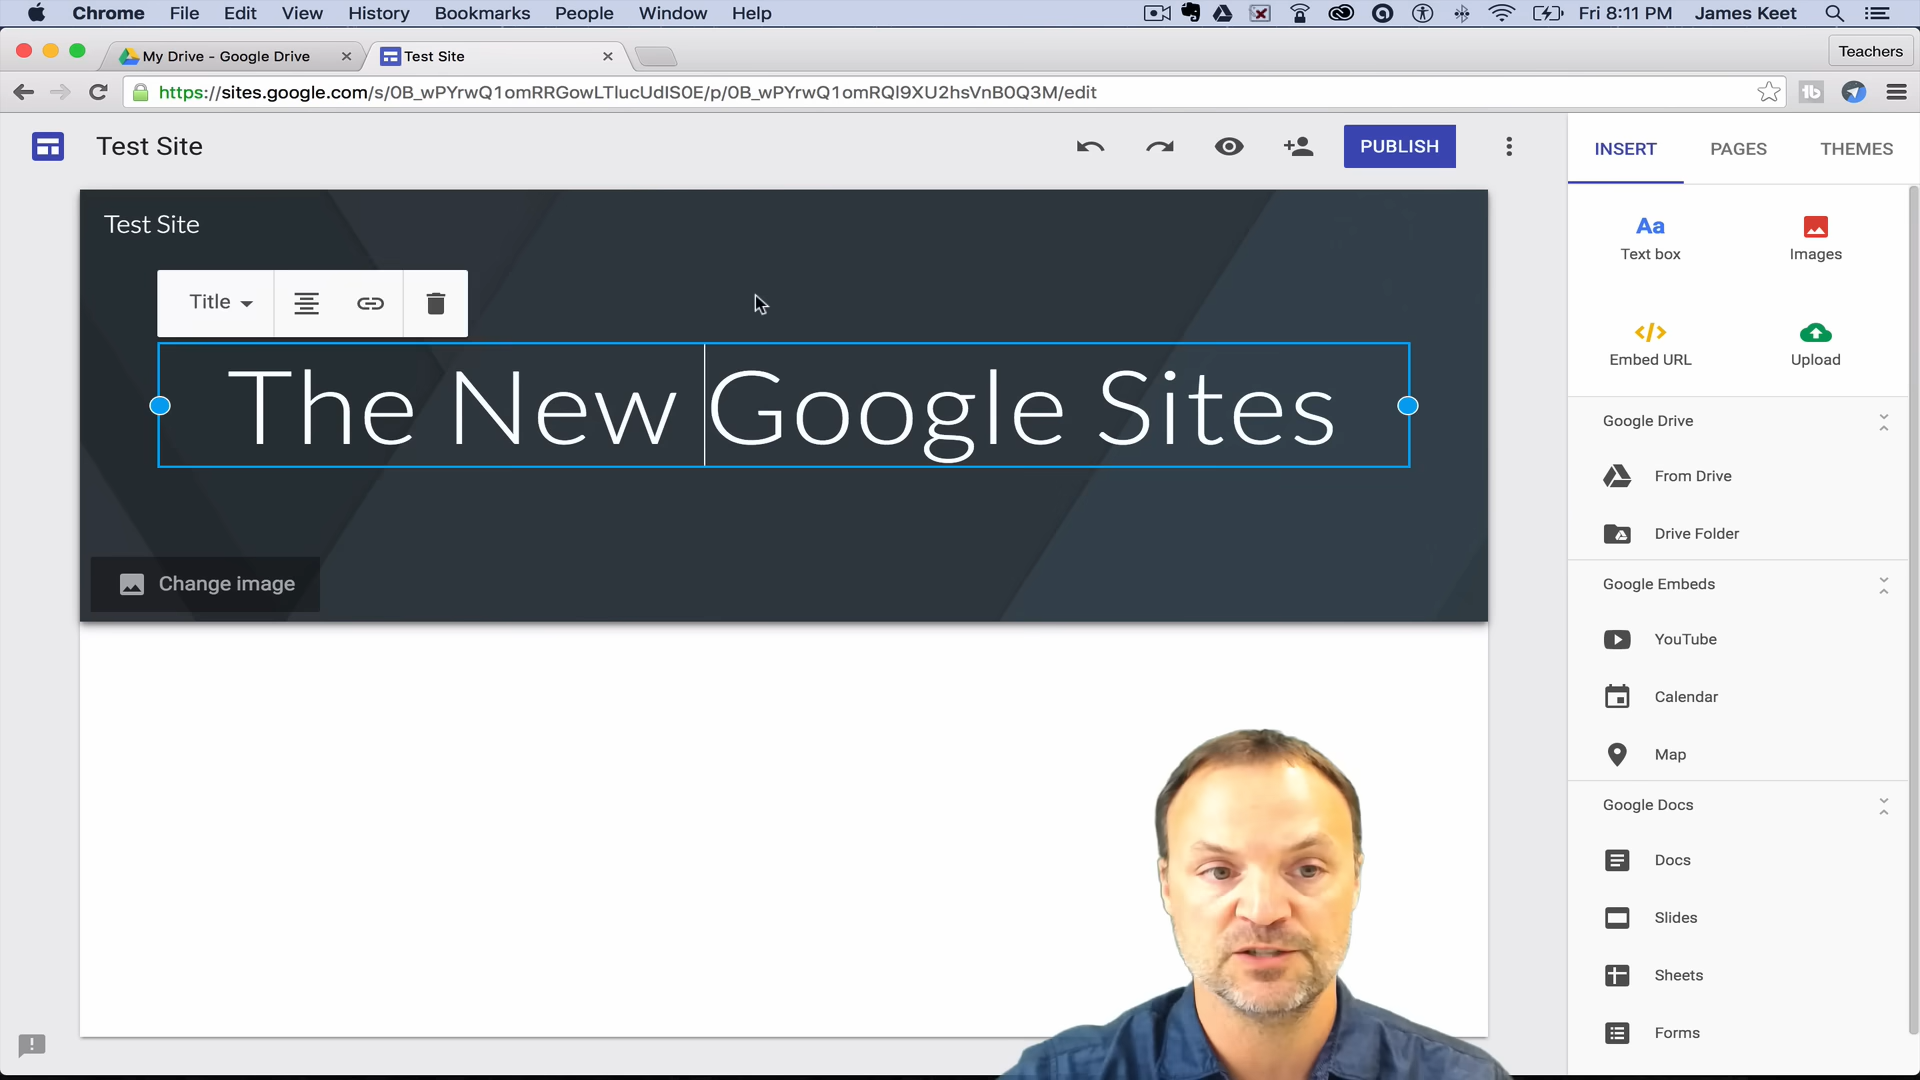 Chrome File Edit View History Bookmarks People Window Help Fri 8:11 PM James Keet
My Drive - Google Drive Test Site Teachers
https://sites.google.com/s/0B_wPYrwQ1omRRGowLTlucUdIS0E/p/0B_wPYrwQ1omRQl9XU2hsVnB0Q3M/edit
Test Site PUBLISH
INSERT PAGES THEMES
Test Site
Title
The New Google Sites
Change image
Aa
Text box Images
Embed URL Upload
Google Drive
From Drive
Drive Folder
Google Embeds
YouTube
Calendar
Map
Google Docs
Docs
Slides
Sheets
Forms